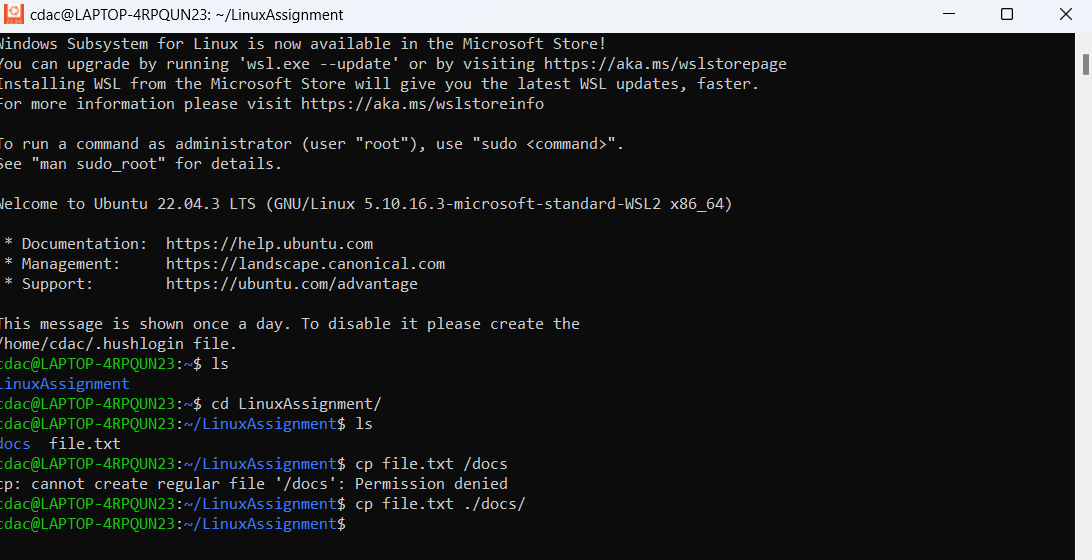 cdac@LAPTOP-4RPQUN23: ~/LinuxAssignment
Windows Subsystem for Linux is now available in the Microsoft Store!
You can upgrade by running 'wsl.exe --update' or by visiting https://aka.ms/wslstorepage
Installing WSL from the Microsoft Store will give you the latest WSL updates, faster.
For more information please visit https://aka.ms/wslstoreinfo
To run a command as administrator (user "root"), use "sudo <command>".
See "man sudo_root" for details.
Welcome to Ubuntu 22.04.3 LTS (GNU/Linux 5.10.16.3-microsoft-standard-WSL2 x86_64)
* Documentation:  https://help.ubuntu.com
* Management:     https://landscape.canonical.com
* Support:        https://ubuntu.com/advantage
This message is shown once a day. To disable it please create the
/home/cdac/.hushlogin file.
cdac@LAPTOP-4RPQUN23:~$ ls
LinuxAssignment
cdac@LAPTOP-4RPQUN23:~$ cd LinuxAssignment/
cdac@LAPTOP-4RPQUN23:~/LinuxAssignment$ ls
docs  file.txt
cdac@LAPTOP-4RPQUN23:~/LinuxAssignment$ cp file.txt /docs
cp: cannot create regular file '/docs': Permission denied
cdac@LAPTOP-4RPQUN23:~/LinuxAssignment$ cp file.txt ./docs/
cdac@LAPTOP-4RPQUN23:~/LinuxAssignment$